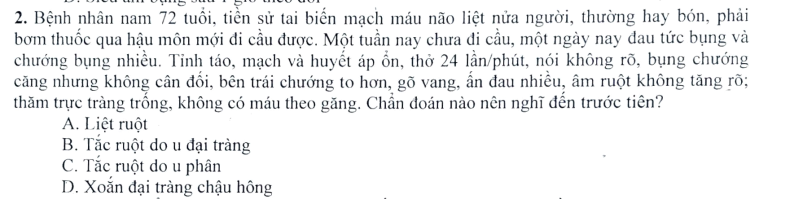 2. Bệnh nhân nam 72 tuổi, tiền sử tai biến mạch máu não liệt nửa người, thường hay bón, phải
bơm thuốc qua hậu môn mới đi cầu được. Một tuần nay chưa đi cầu, một ngày nay đau tức bụng và
chướng bụng nhiều. Tỉnh táo, mạch và huyết áp ổn, thở 24 lần/phút, nói không rõ, bụng chướng
căng nhưng không cân đối, bên trái chướng to hơn, gõ vang, ấn đau nhiều, âm ruột không tăng rõ;
thăm trực tràng trống, không có máu theo găng. Chẩn đoán nào nên nghĩ đến trước tiên?
A. Liệt ruột
B. Tắc ruột do u đại tràng
C. Tắc ruột do u phân
D. Xoắn đại tràng chậu hông